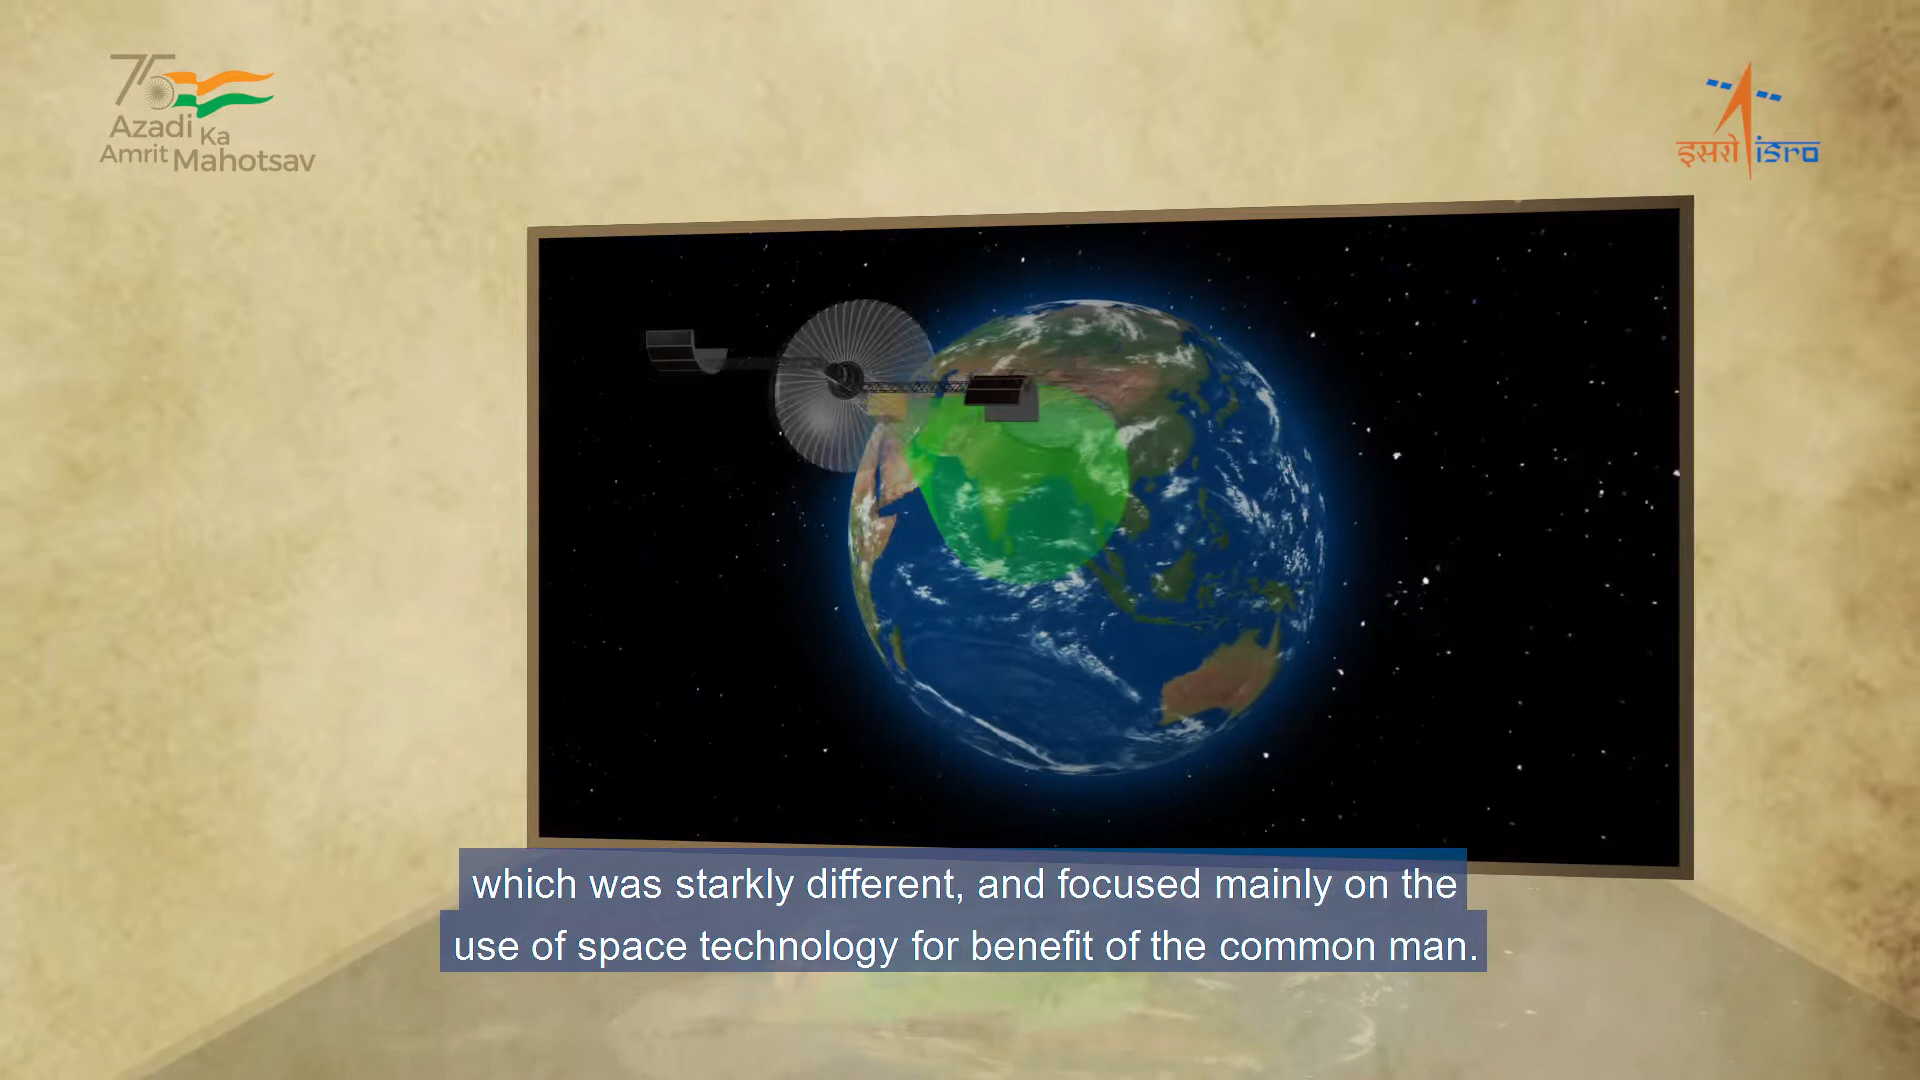 75
Azadi Ka
Amrit Mahotsav
इसरो isro
which was starkly different, and focused mainly on the
use of space technology for benefit of the common man.